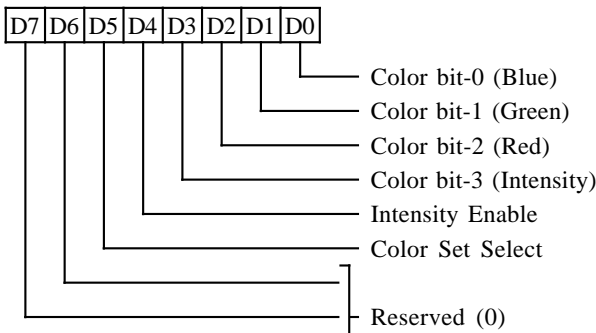 D7 D6 D5 D4 D3 D2 D1 D0
Color bit-0 (Blue)
Color bit-1 (Green)
Color bit-2 (Red)
Color bit-3 (Intensity)
Intensity Enable
Color Set Select
Reserved (0)